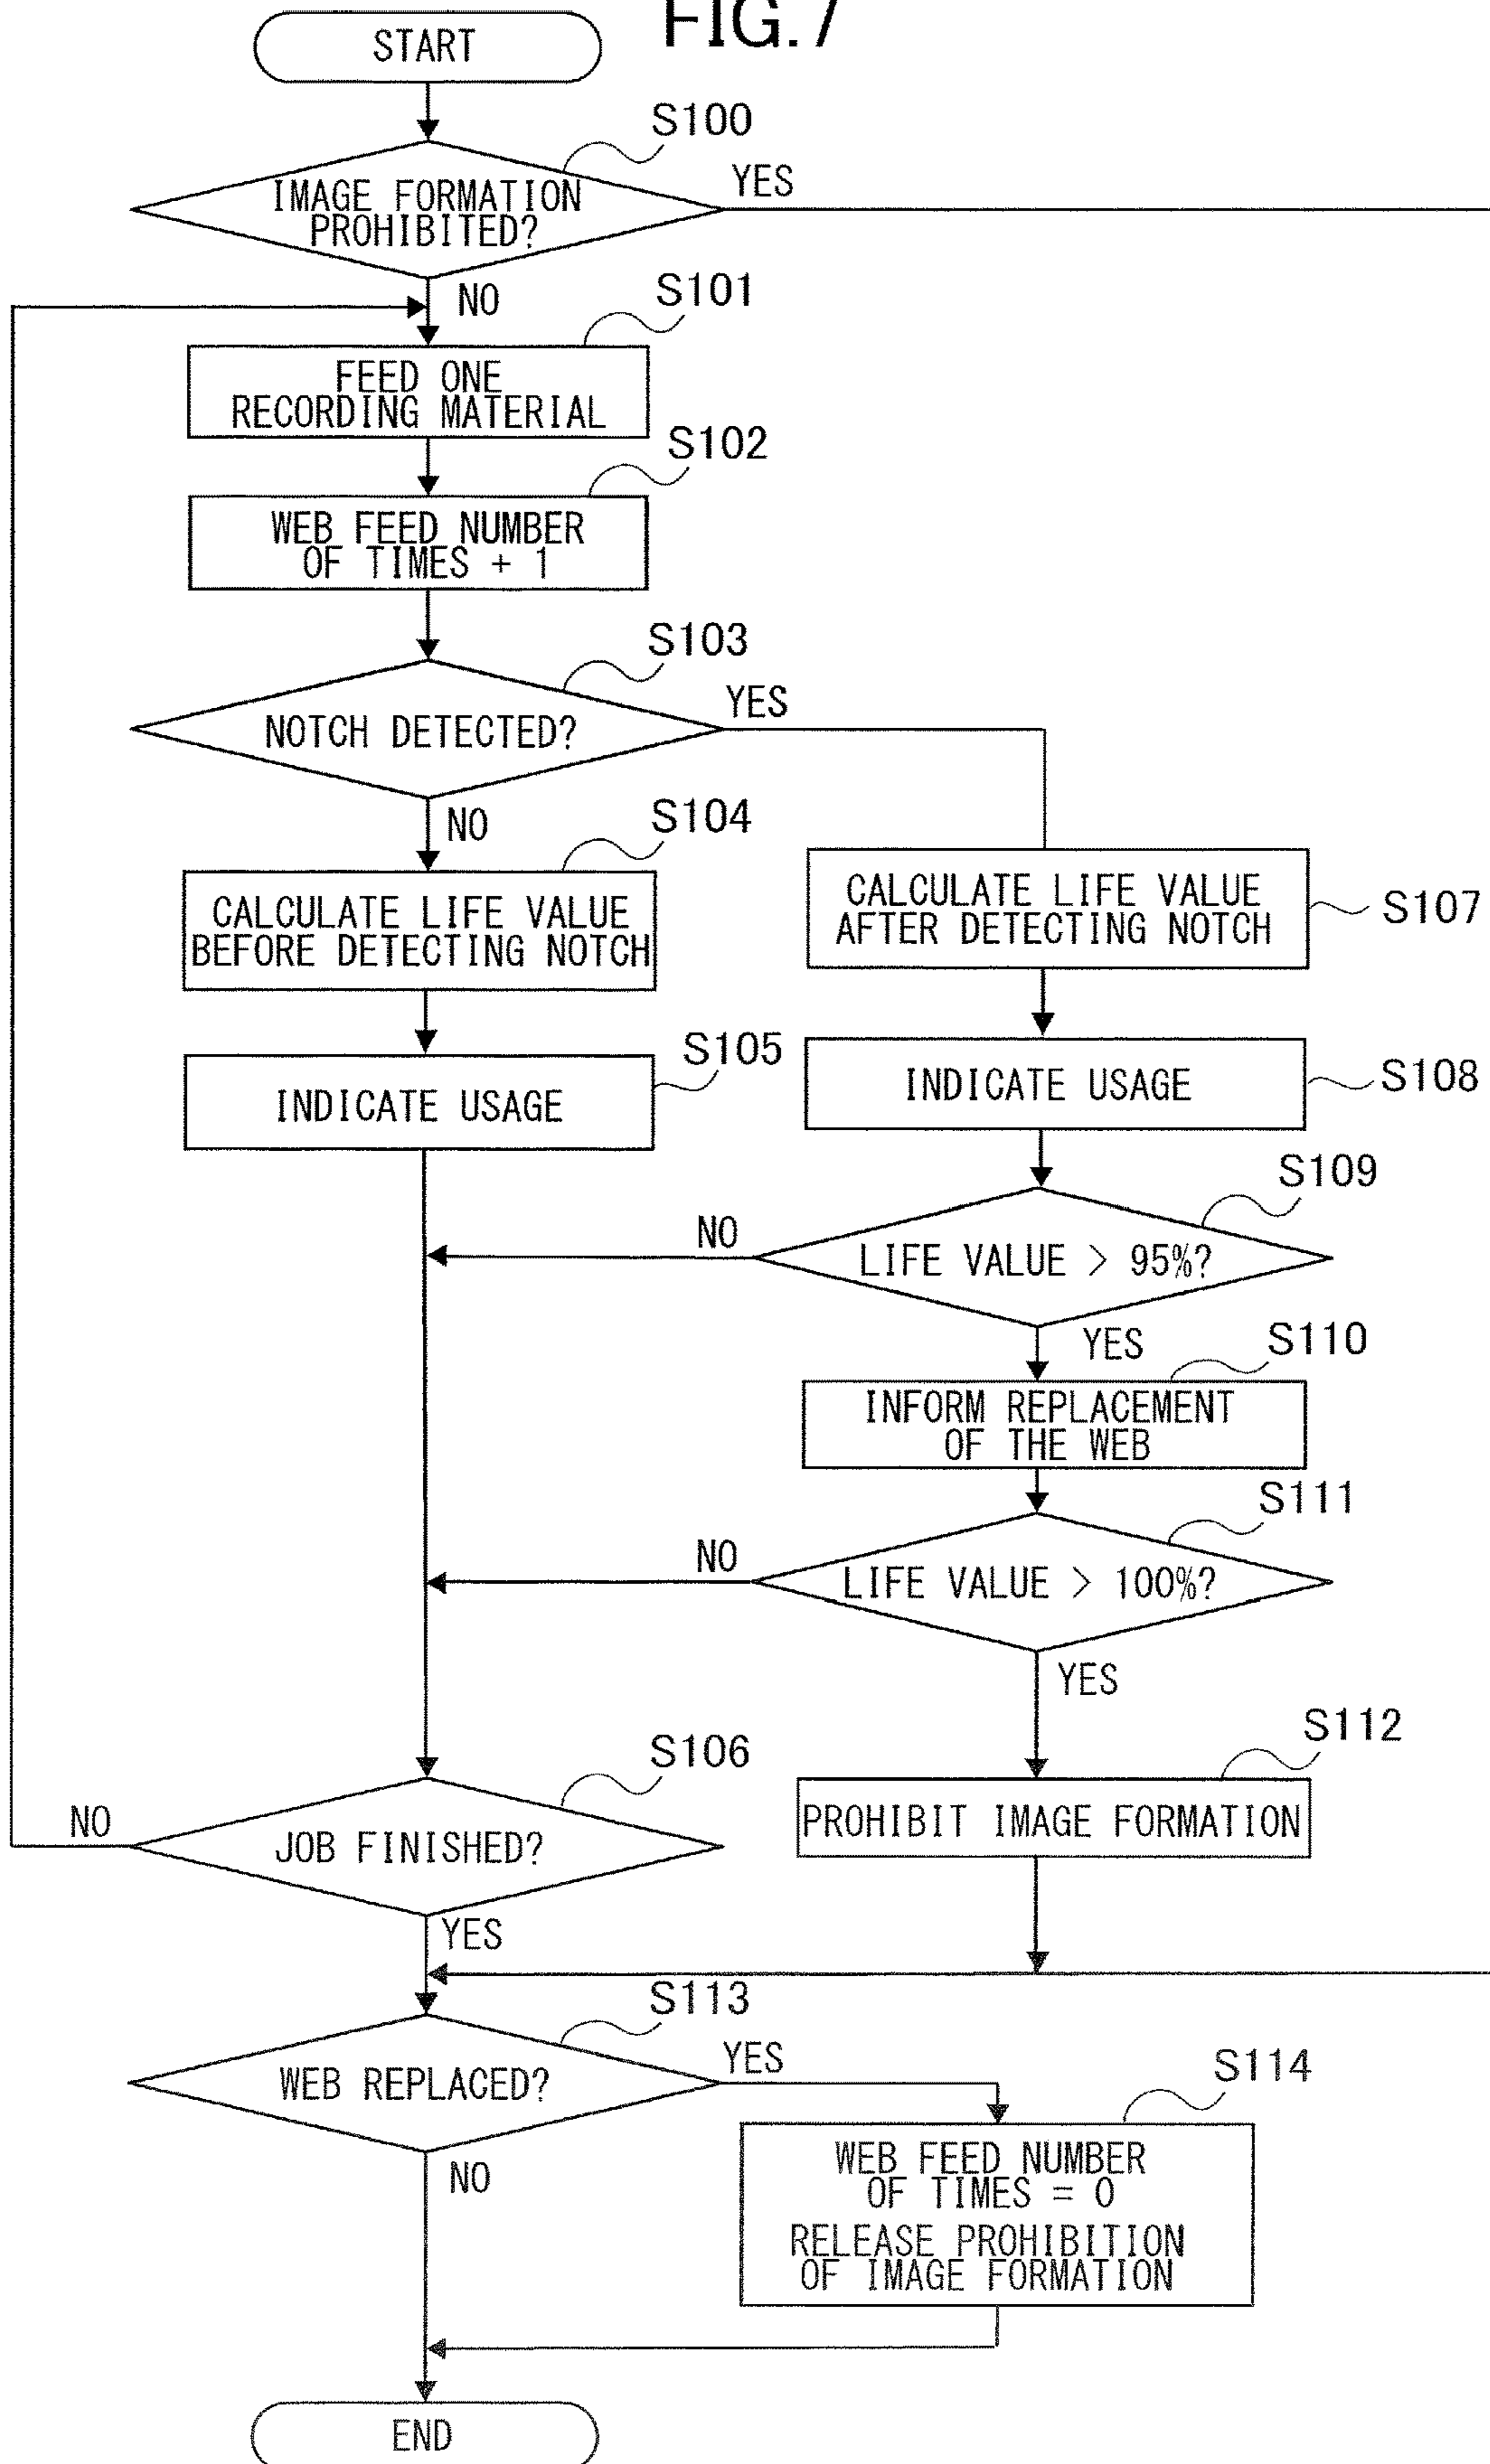 FIG.7
START
S100
IMAGE FORMATION
PROHIBITED?
YES
NO
S101
FEED ONE
RECORDING MATERIAL
S102
WEB FEED NUMBER
OF TIMES + 1
S103
NOTCH DETECTED?
YES
NO
S104
CALCULATE LIFE VALUE
BEFORE DETECTING NOTCH
S105
INDICATE USAGE
CALCULATE LIFE VALUE
AFTER DETECTING NOTCH
S107
INDICATE USAGE
S108
S109
LIFE VALUE > 95%?
NO
YES
S110
INFORM REPLACEMENT
OF THE WEB
S111
LIFE VALUE > 100%?
NO
YES
S112
PROHIBIT IMAGE FORMATION
S106
JOB FINISHED?
NO
YES
S113
WEB REPLACED?
YES
NO
S114
WEB FEED NUMBER
OF TIMES = 0
RELEASE PROHIBITION
OF IMAGE FORMATION
END